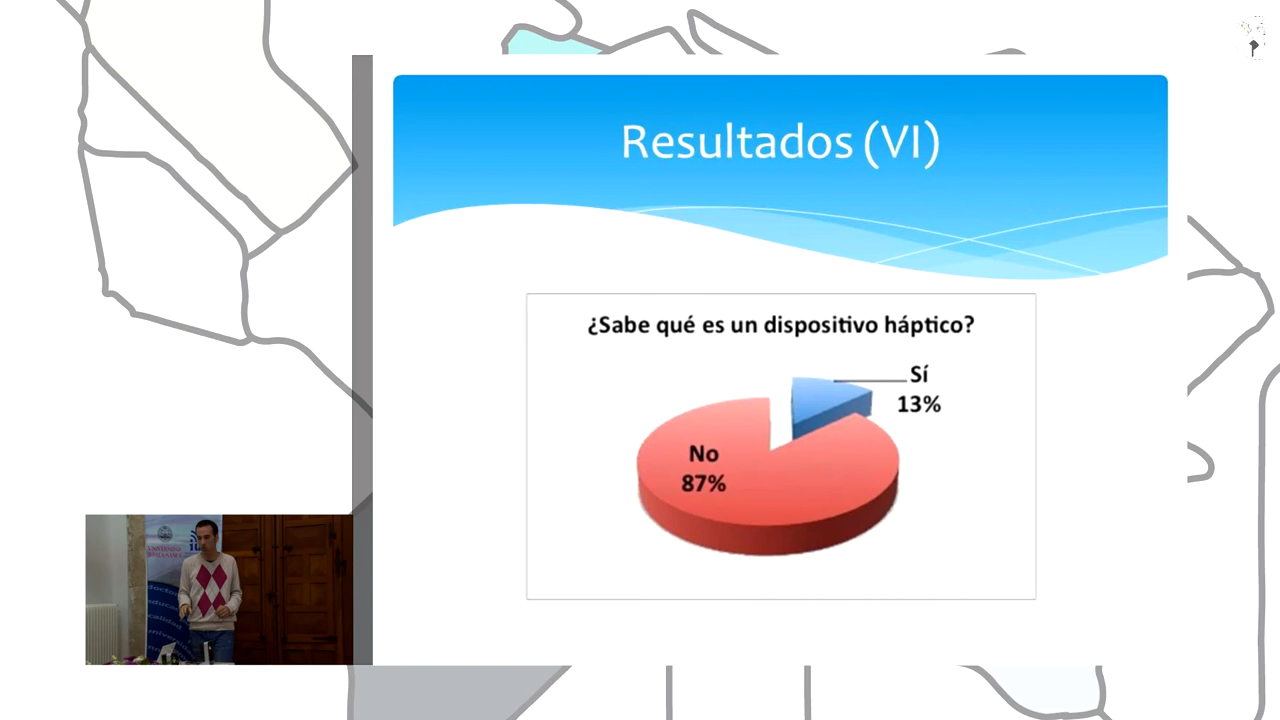 Resultados (VI)
¿Sabe qué es un dispositivo háptico?
Sí
13%
No
87%